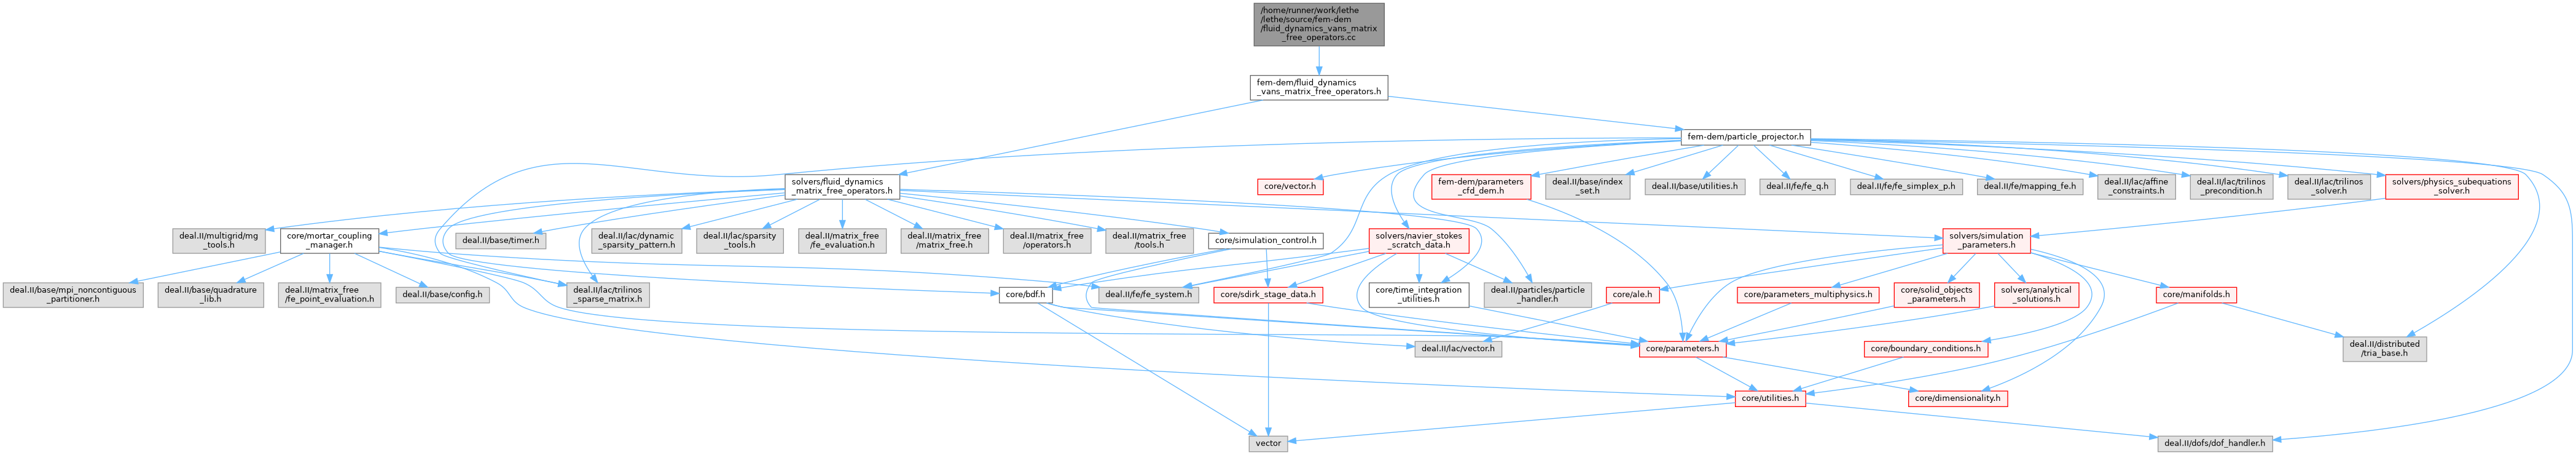 /home/runner/work/lethe
/lethe/source/fem-dem
/fluid_dynamics_vans_matrix
_free_operators.cc
fem-dem/fluid_dynamics
_vans_matrix_free_operators.h
fem-dem/particle_projector.h
solvers/fluid_dynamics
_matrix_free_operators.h
core/vector.h
fem-dem/parameters
_cfd_dem.h
deal.II/base/index
_set.h
deal.II/base/utilities.h
deal.II/fe/fe_q.h
deal.II/fe/fe_simplex_p.h
deal.II/fe/mapping_fe.h
deal.II/lac/affine
_constraints.h
deal.II/lac/trilinos
_precondition.h
deal.II/lac/trilinos
_solver.h
solvers/physics_subequations
_solver.h
deal.II/multigrid/mg
_tools.h
core/mortar_coupling
_manager.h
deal.II/base/timer.h
deal.II/lac/dynamic
_sparsity_pattern.h
deal.II/lac/sparsity
_tools.h
deal.II/matrix_free
/fe_evaluation.h
deal.II/matrix_free
/matrix_free.h
deal.II/matrix_free
/operators.h
deal.II/matrix_free
/tools.h
core/simulation_control.h
solvers/navier_stokes
_scratch_data.h
solvers/simulation
_parameters.h
deal.II/base/mpi_noncontiguous
_partitioner.h
deal.II/base/quadrature
_lib.h
deal.II/matrix_free
/fe_point_evaluation.h
deal.II/base/config.h
deal.II/lac/trilinos
_sparse_matrix.h
core/bdf.h
deal.II/fe/fe_system.h
core/sdirk_stage_data.h
core/time_integration
_utilities.h
deal.II/particles/particle
_handler.h
core/ale.h
core/parameters_multiphysics.h
core/solid_objects
_parameters.h
solvers/analytical
_solutions.h
core/manifolds.h
deal.II/lac/vector.h
core/parameters.h
core/boundary_conditions.h
deal.II/distributed
/tria_base.h
core/utilities.h
core/dimensionality.h
vector
deal.II/dofs/dof_handler.h